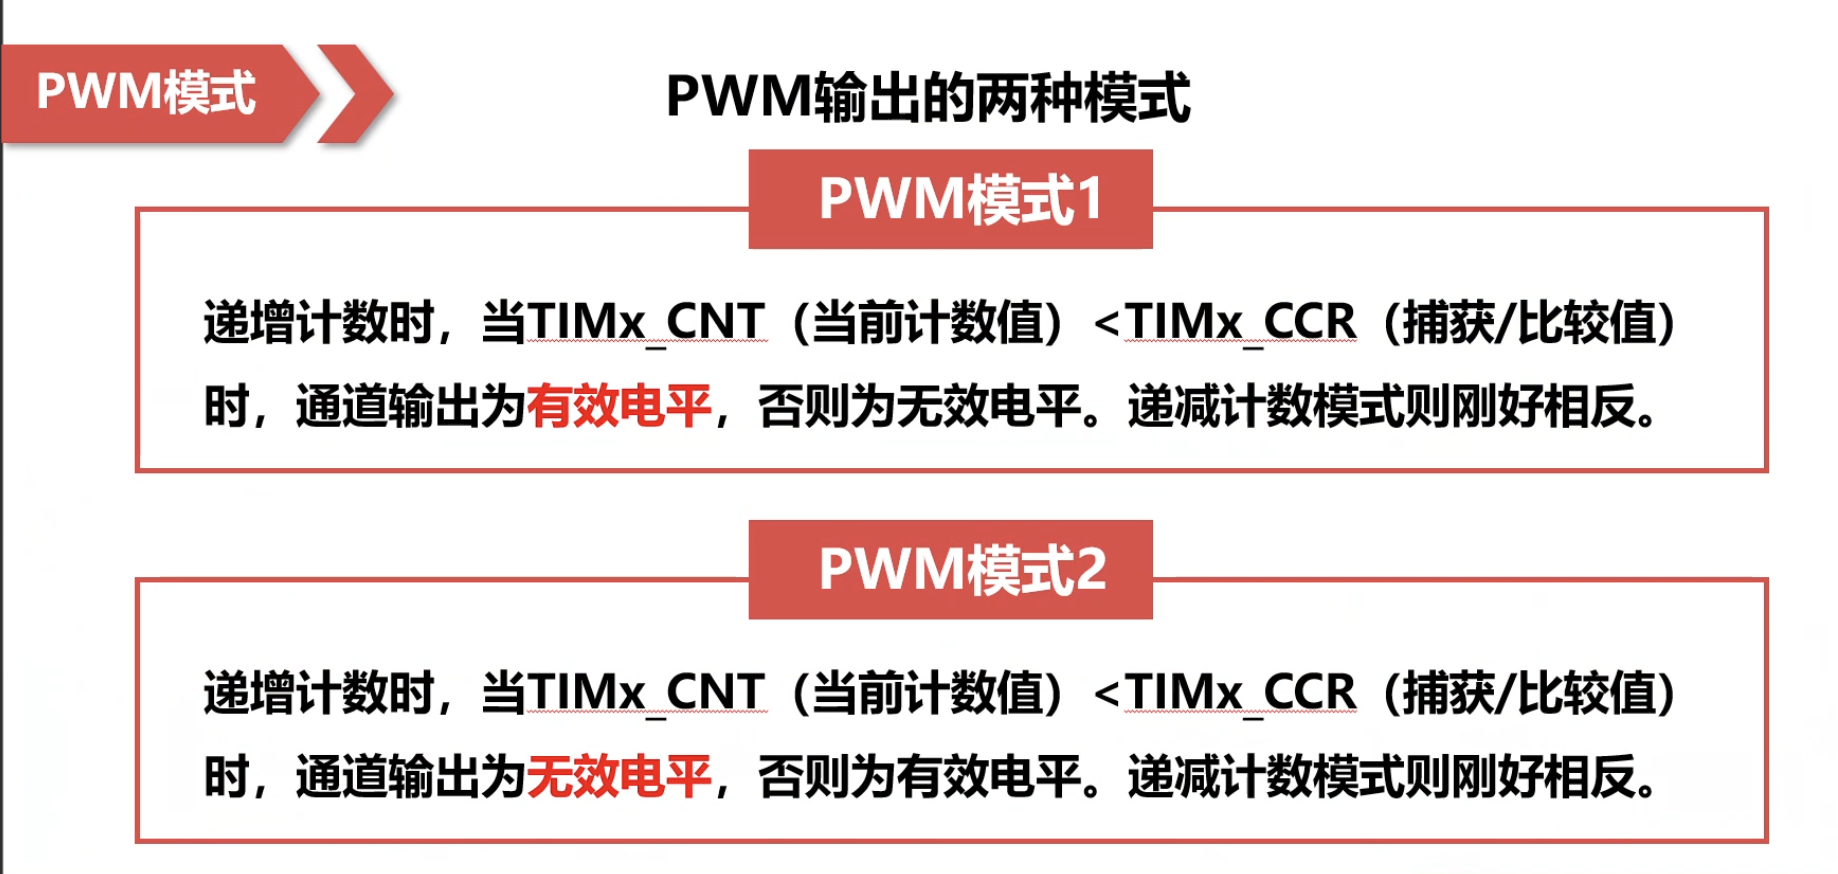 PWM模式
PWM输出的两种模式
PWM模式1
递增计数时，当TIMx_CNT（当前计数值）<TIMx_CCR（捕获/比较值）
时，通道输出为有效电平，否则为无效电平。递减计数模式则刚好相反。
PWM模式2
递增计数时，当TIMx_CNT（当前计数值）<TIMx_CCR（捕获/比较值）
时，通道输出为无效电平，否则为有效电平。递减计数模式则刚好相反。